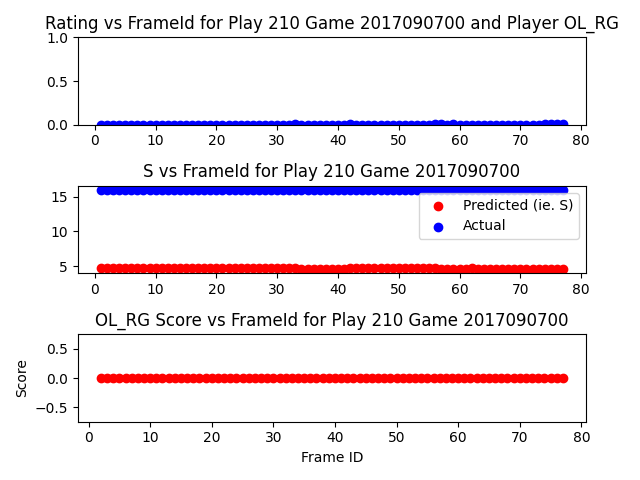 Rating vs FrameId for Play 210 Game 2017090700 and Player OL_RG
1.0
0.5
0.0
0 10 20 30 40 50 60 70 80
S vs FrameId for Play 210 Game 2017090700
15
10
5
Predicted (ie. S)
Actual
0 10 20 30 40 50 60 70 80
OL_RG Score vs FrameId for Play 210 Game 2017090700
Score
0.5
0.0
−0.5
0 10 20 30 40 50 60 70 80
Frame ID